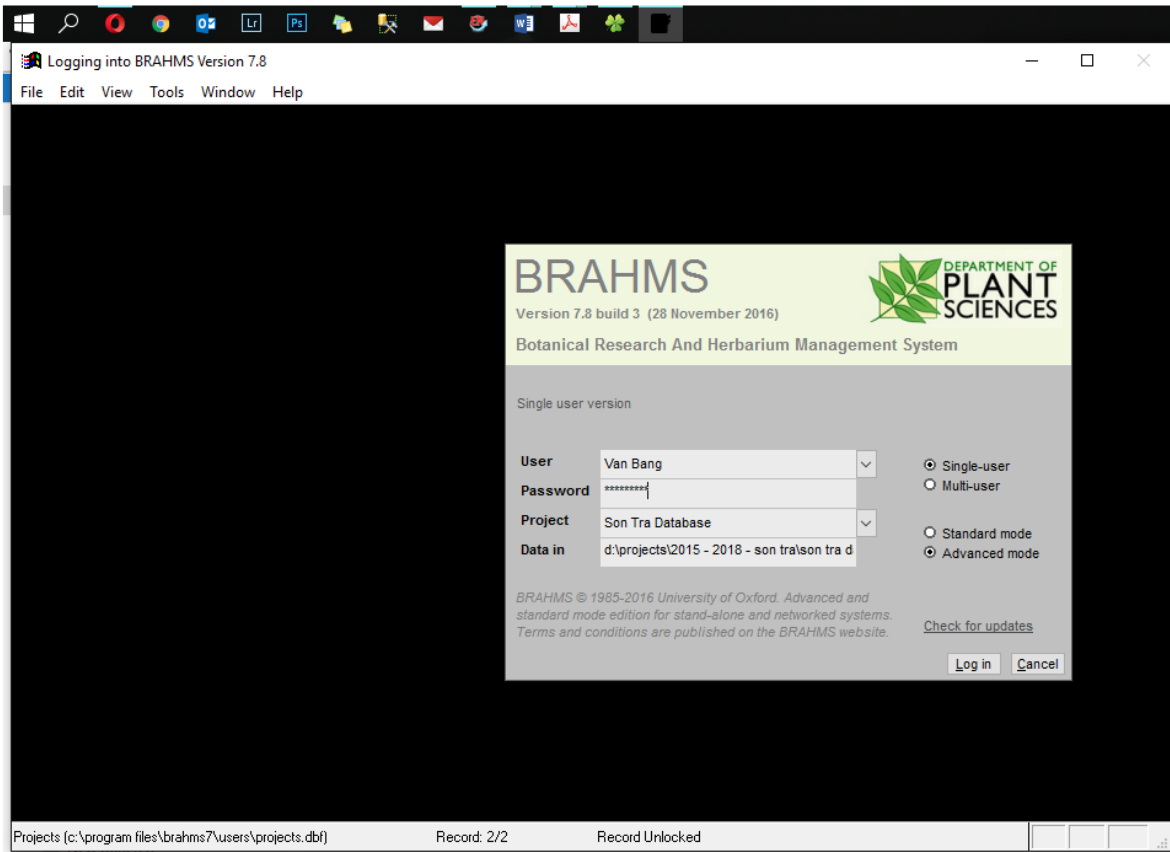 Lr
Ps
Logging into BRAHMS Version 7.8
File Edit View Tools Window Help
BRAHMS
DEPARTMENT OF
PLANT
SCIENCES
Version 7.8 build 3 (28 November 2016)
Botanical Research And Herbarium Management System
Single user version
User Van Bang
Single-user
Password *********
Multi-user
Project Son Tra Database
Standard mode
Data in d:\projects\2015 - 2018 - son tra\son tra d
Advanced mode
BRAHMS © 1985-2016 University of Oxford. Advanced and
standard mode edition for stand-alone and networked systems.
Terms and conditions are published on the BRAHMS website.
Check for updates
Log in Cancel
Projects (c:\program files\brahms7\users\projects.dbf) Record: 2/2 Record Unlocked